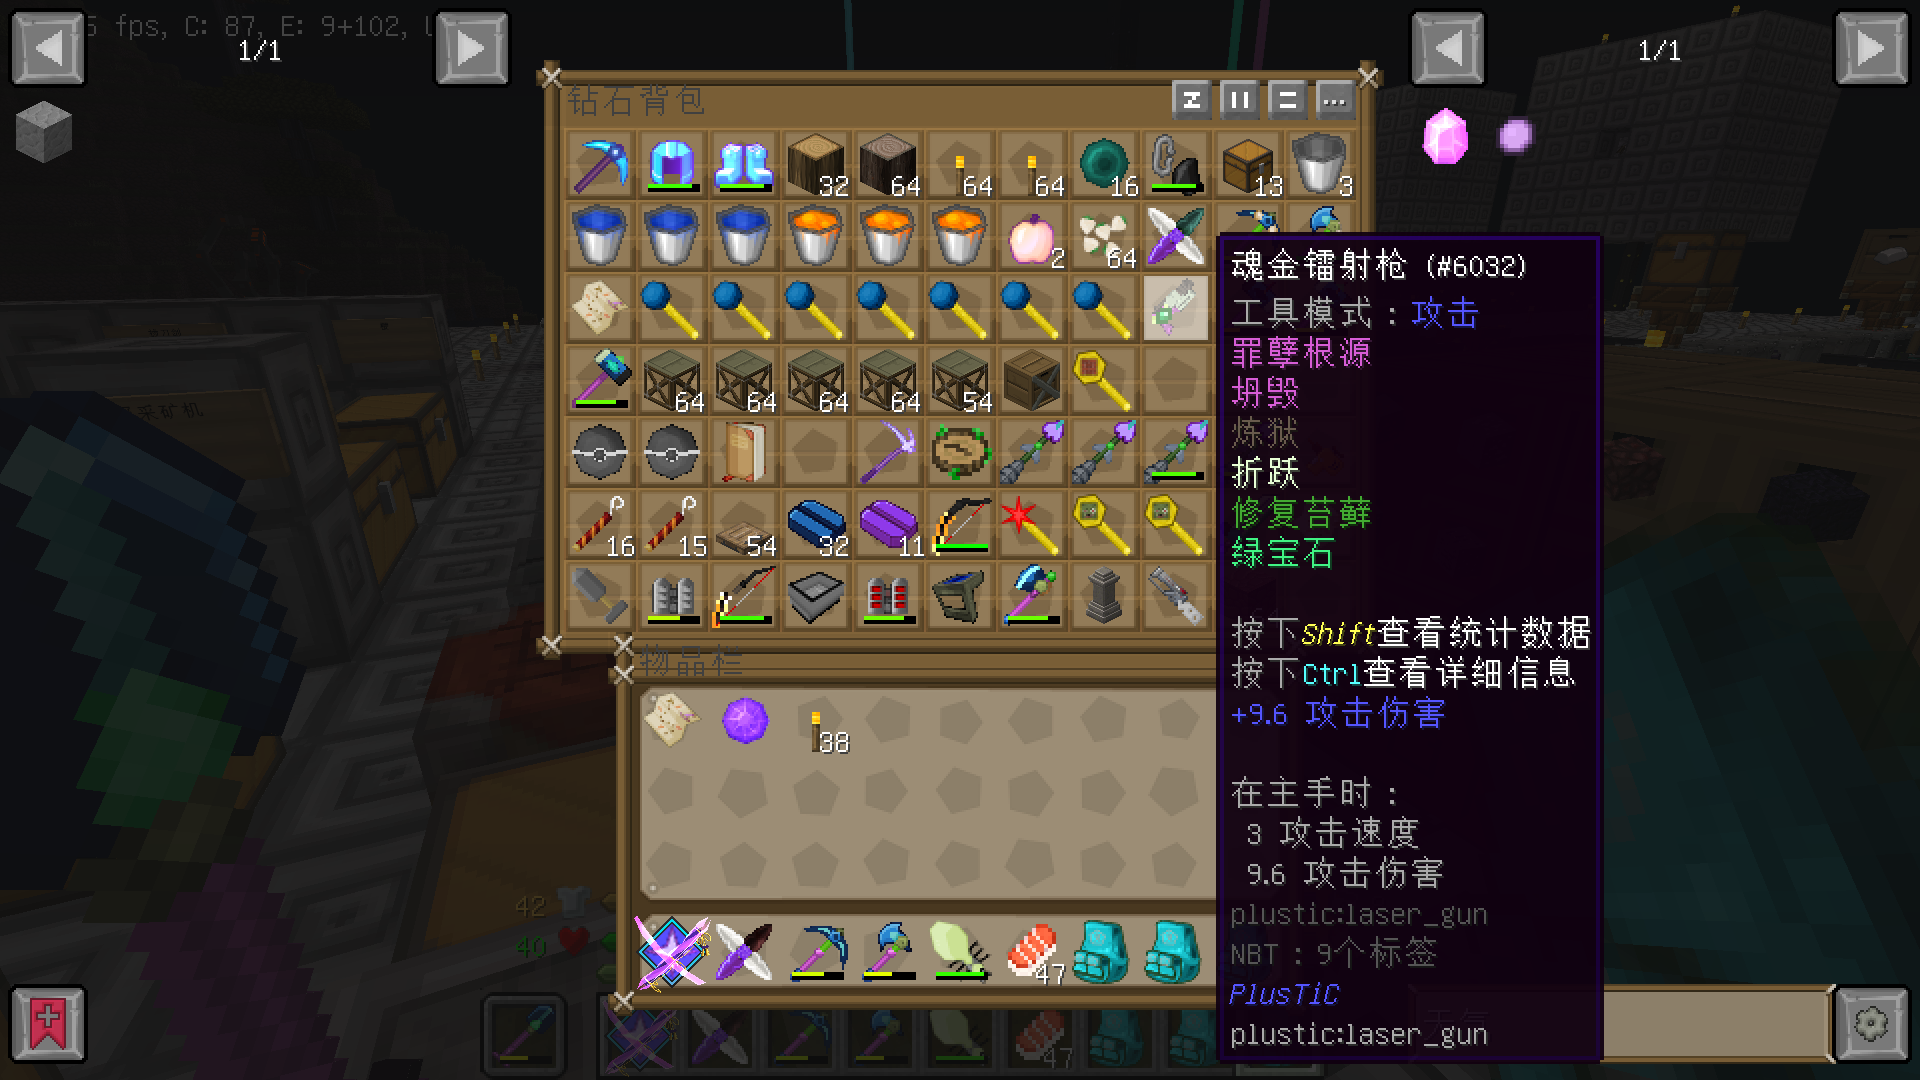 5 fps, C: 87, E: 9+102,
1/1
1/1
钻石背包
32
64
64
64
16
13
3
2
64
64
64
64
64
54
16
15
54
32
11
物品栏
38
47
42
40
47
采矿机
魂金镭射枪 (#6032)
工具模式：攻击
罪孽根源
坍毁
炼狱
折跃
修复苔藓
绿宝石
按下Shift查看统计数据
按下Ctrl查看详细信息
+9.6 攻击伤害
在主手时：
3 攻击速度
9.6 攻击伤害
plustic:laser_gun
NBT：9个标签
PlusTiC
plustic:laser_gun